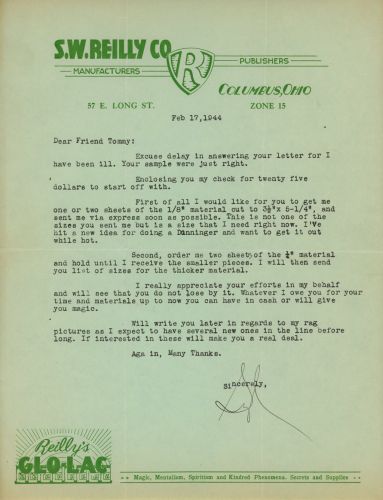 S.W. REILLY CO
MANUFACTURERS
R
PUBLISHERS
COLUMBUS, OHIO
57 E. LONG ST.
ZONE 15
Feb 17,1944
Dear Friend Tommy:
Excuse delay in answering your letter for I
have been ill. Your sample were just right.
Enclosing you my check for twenty five
dollars to start off with.
First of all I would like for you to get me
one or two sheets of the 1/8" material cut to 3½"x 5-1/4", and
sent me via express soon as possible. This is not one of the
sizes you sent me but is a size that I need right now. I've
hit a new idea for doing a Dunninger and want to get it out
while hot.
Second, order me two sheets of the ¼" material
and hold until I receive the smaller pieces. I will then send
you list of sizes for the thicker material.
I really appreciate your efforts in my behalf
and will see that you do not lose by it. Whatever I owe you for your
time and materials up to now you can have in cash or will give
you magic.
Will write you later in regards to my rag
pictures as I expect to have several new ones in the line before
long. If interested in these will make you a real deal.
Aga in, Many Thanks.
Sincerely,
Reilly's
GLO-LAC
Magic, Mentalism, Spiritism and Kindred Phenomena, Secrets and Supplies